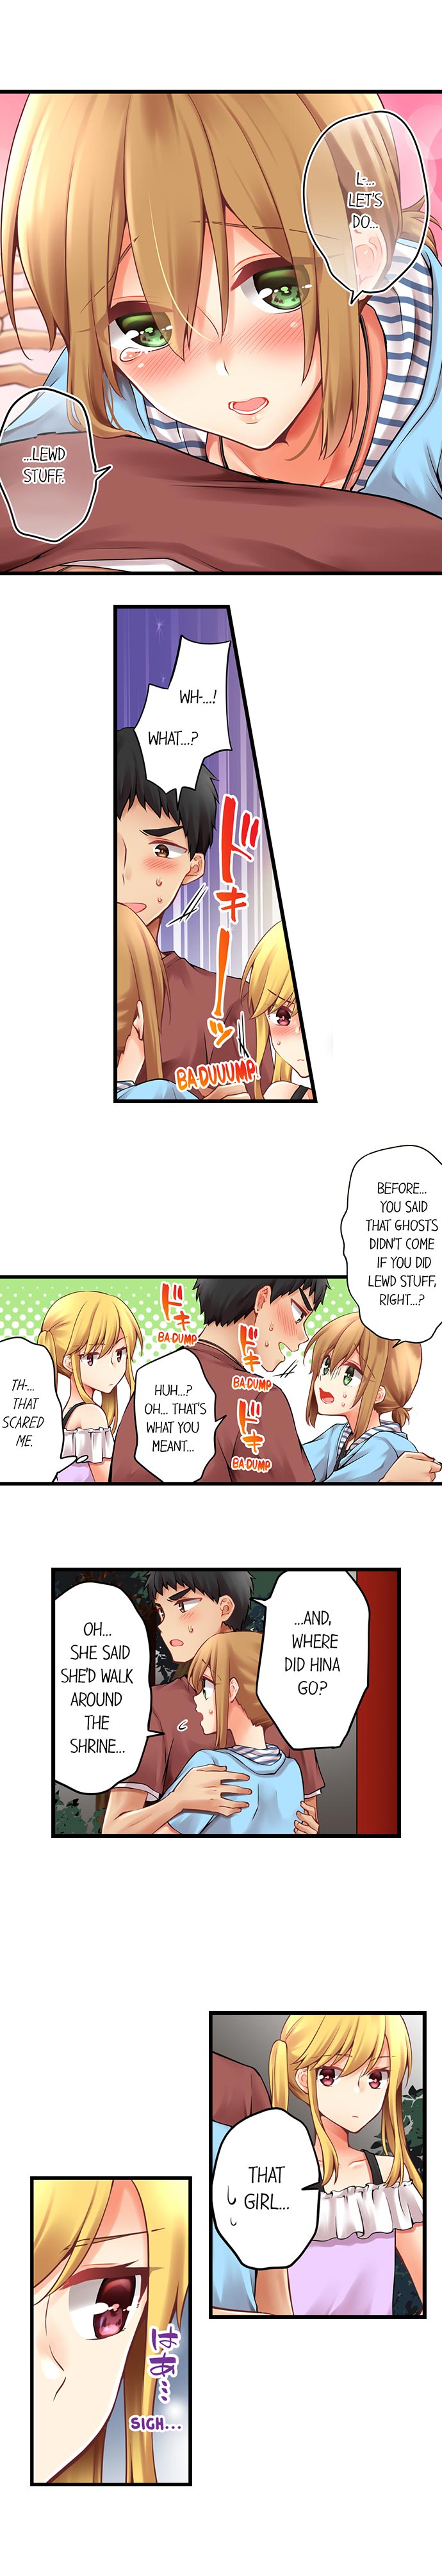 L-...
LET'S
DO...
...LEWD
STUFF.
WH-...!
WHAT...?
ドキーッ
BA-DUUUMP!
BEFORE...
YOU SAID
THAT GHOSTS
DIDN'T COME
IF YOU DID
LEWD STUFF,
RIGHT...?
ドキ
BA-DUMP
ドキ
BA-DUMP
ドキ
BA-DUMP
HUH...?
OH... THAT'S
WHAT YOU
MEANT...
TH-...
THAT
SCARED
ME.
...AND,
WHERE
DID HINA
GO?
OH...
SHE SAID
SHE'D WALK
AROUND
THE
SHRINE...
THAT
GIRL...
はあ...
SIGH...